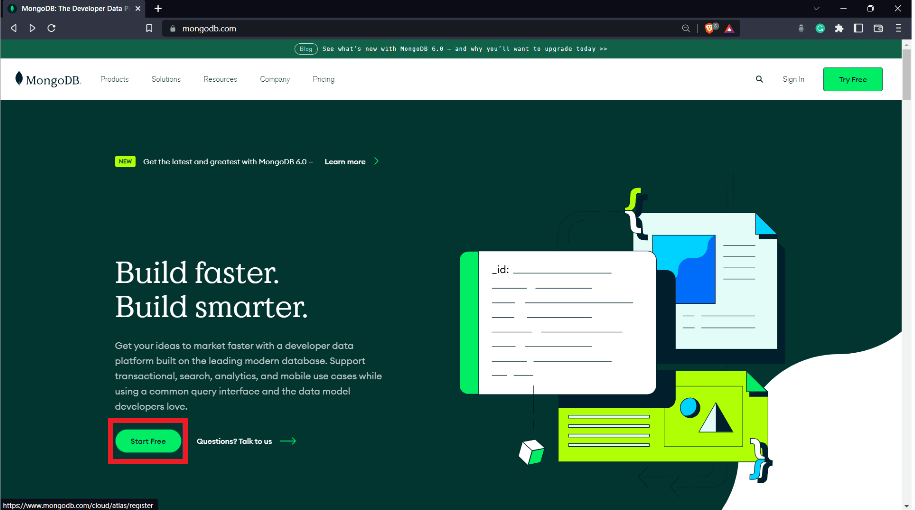 MongoDB: The Developer Data P
mongodb.com
Blog See what's new with MongoDB 6.0 — and why you'll want to upgrade today >>
MongoDB. Products Solutions Resources Company Pricing Sign In Try Free
NEW Get the latest and greatest with MongoDB 6.0 – Learn more
_id:
Build faster.
Build smarter.
Get your ideas to market faster with a developer data
platform built on the leading modern database. Support
transactional, search, analytics, and mobile use cases while
using a common query interface and the data model
developers love.
Start Free Questions? Talk to us
https://www.mongodb.com/cloud/atlas/register